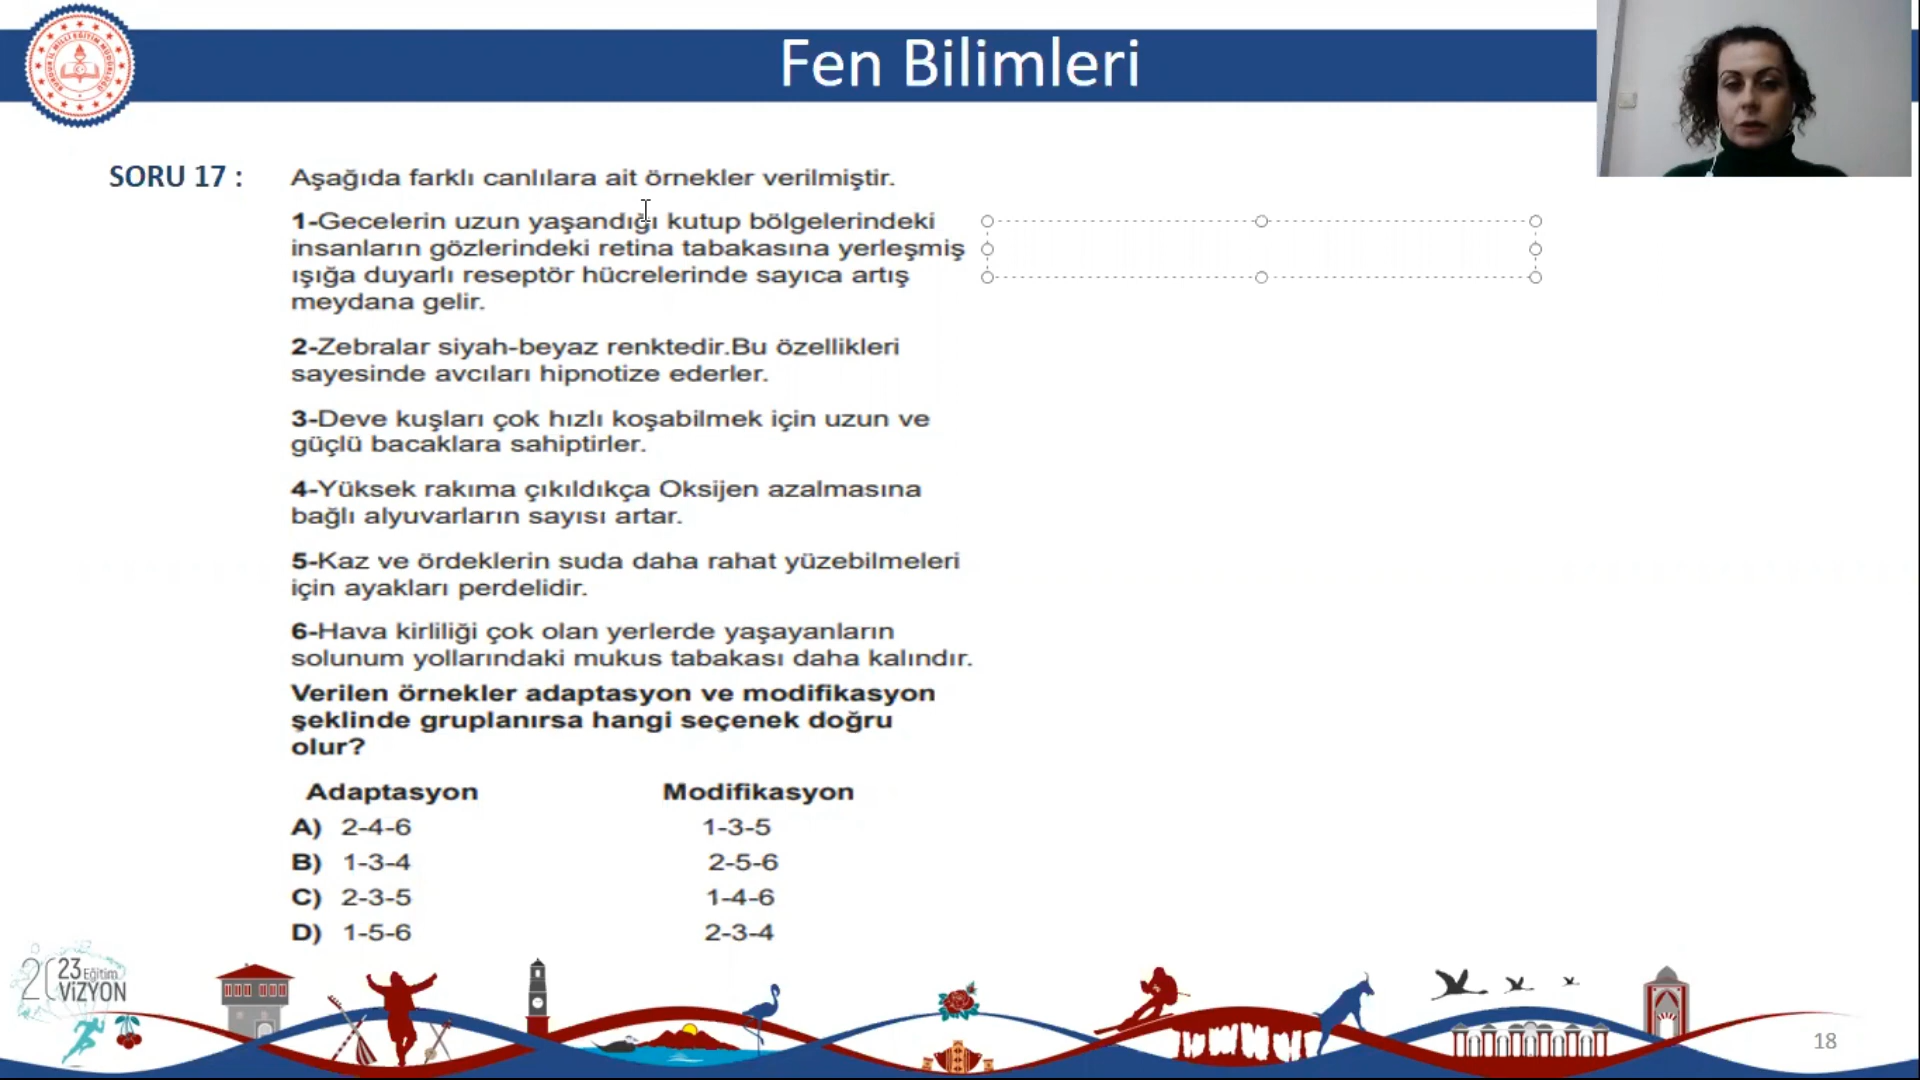 Fen Bilimleri
SORU 17 :
Aşağıda farklı canlılara ait örnekler verilmiştir.
1-Gecelerin uzun yaşandığı kutup bölgelerindeki
insanların gözlerindeki retina tabakasına yerleşmiş
ışığa duyarlı reseptör hücrelerinde sayıca artış
meydana gelir.
2-Zebralar siyah-beyaz renktedir.Bu özellikleri
sayesinde avcıları hipnotize ederler.
3-Deve kuşları çok hızlı koşabilmek için uzun ve
güçlü bacaklara sahiptirler.
4-Yüksek rakıma çıkıldıkça Oksijen azalmasına
bağlı alyuvarların sayısı artar.
5-Kaz ve ördeklerin suda daha rahat yüzebilmeleri
için ayakları perdelidir.
6-Hava kirliliği çok olan yerlerde yaşayanların
solunum yollarındaki mukus tabakası daha kalındır.
Verilen örnekler adaptasyon ve modifikasyon
şeklinde gruplanırsa hangi seçenek doğru
olur?
Adaptasyon Modifikasyon
A) 2-4-6 1-3-5
B) 1-3-4 2-5-6
C) 2-3-5 1-4-6
D) 1-5-6 2-3-4
2023 Eğitim
VİZYON
18